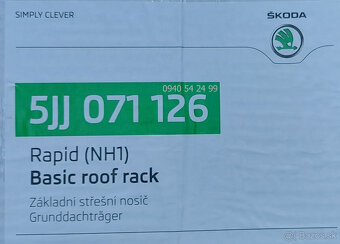 SIMPLY CLEVER
ŠKODA
0940 54 24 99
5JJ 071 126
Rapid (NH1)
Basic roof rack
Základní střešní nosič
Grunddachträger